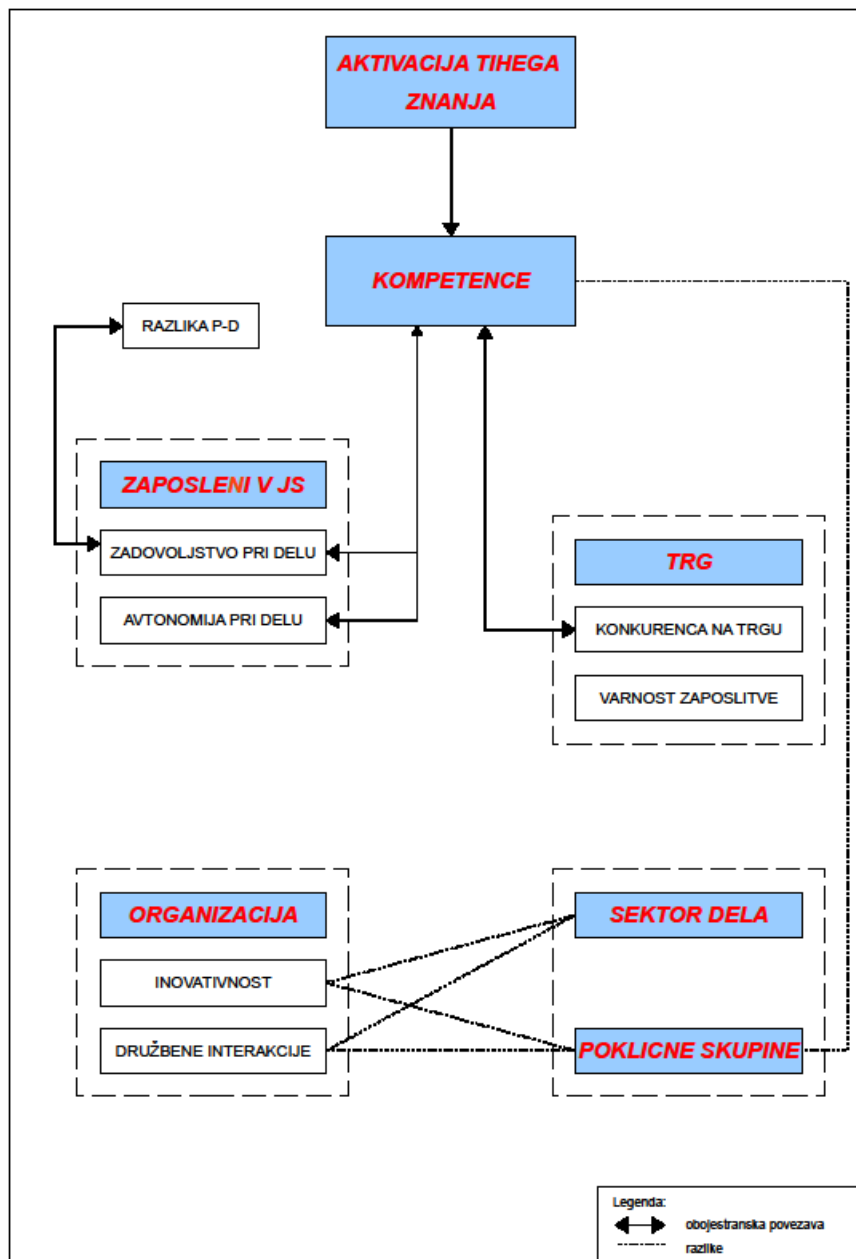 AKTIVACIJA TIHEGA
ZNANJA
KOMPETENCE
RAZLIKA P-D
ZAPOSLENI V JS
ZADOVOLJSTVO PRI DELU
AVTONOMIJA PRI DELU
TRG
KONKURENCA NA TRGU
VARNOST ZAPOSLITVE
ORGANIZACIJA
INOVATIVNOST
DRUŽBENE INTERAKCIJE
SEKTOR DELA
POKLICNE SKUPINE
Legenda:
obojestranska povezava
razlike